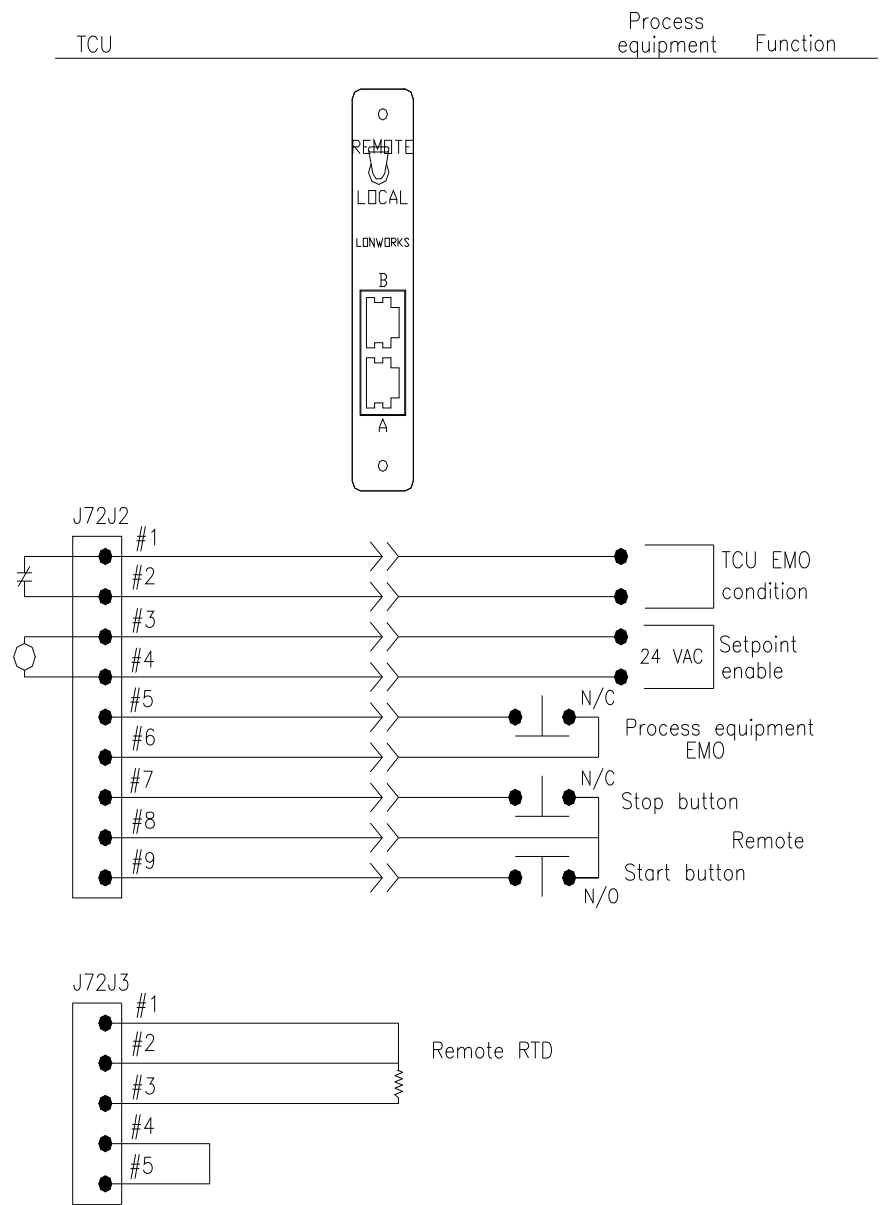 TCU
Process
equipment
Function
REMOTE
LOCAL
LONWORKS
B
A
J72J2
#1
#2
TCU EMO
condition
#3
#4
24 VAC
Setpoint
enable
#5
N/C
#6
Process equipment
EMO
#7
N/C
Stop button
#8
Remote
#9
Start button
N/O
J72J3
#1
#2
Remote RTD
#3
#4
#5